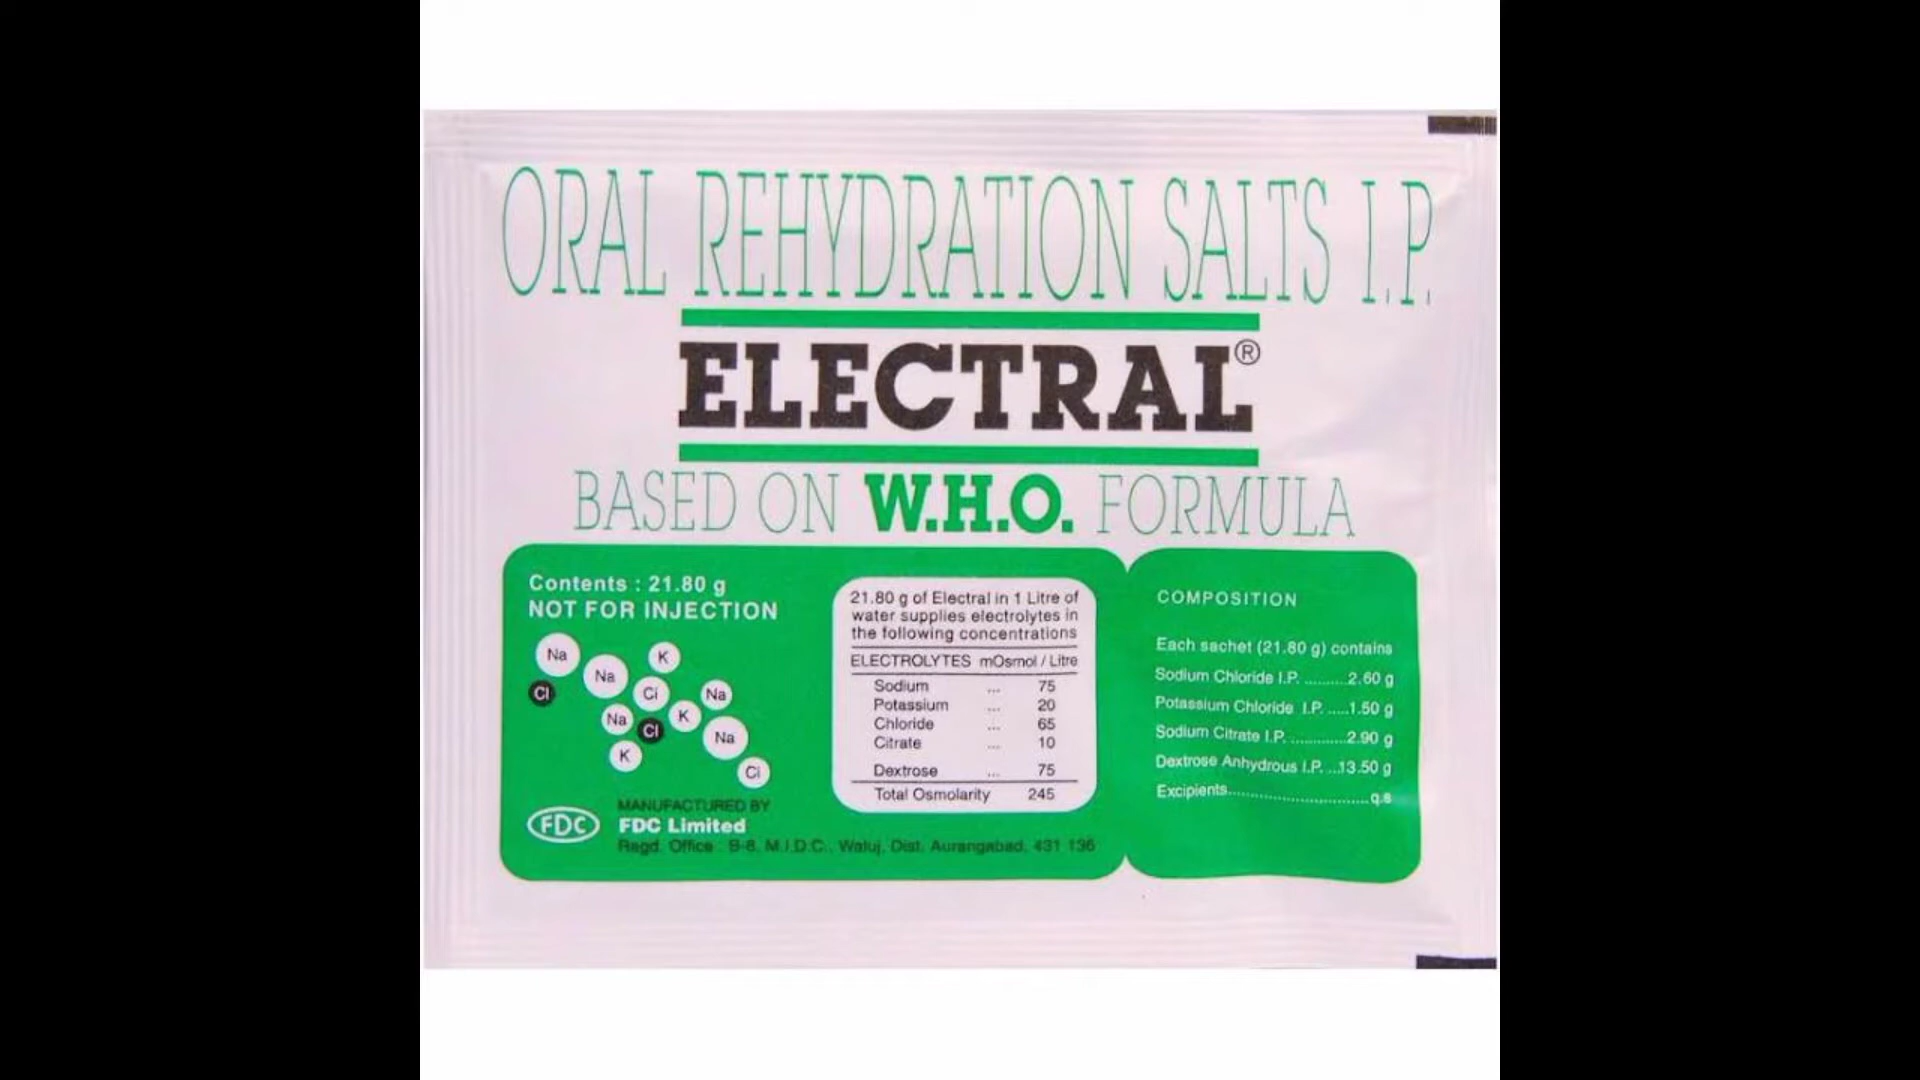 ORAL REHYDRATION SALTS I.P.
ELECTRAL®
BASED ON W.H.O. FORMULA
Contents : 21.80 g
NOT FOR INJECTION
Na
Na
K
Cl
Ci
Na
Na
Cl
K
Na
K
Ci
FDC
MANUFACTURED BY
FDC Limited
Regd. Office : B-8, M.I.D.C., Waluj, Dist. Aurangabad, 431 136
21.80 g of Electral in 1 Litre of
water supplies electrolytes in
the following concentrations
ELECTROLYTES mOsmol / Litre
Sodium ... 75
Potassium ... 20
Chloride ... 65
Citrate ... 10
Dextrose ... 75
Total Osmolarity 245
COMPOSITION
Each sachet (21.80 g) contains
Sodium Chloride I.P. .........2.60 g
Potassium Chloride I.P. .....1.50 g
Sodium Citrate I.P. ............2.90 g
Dextrose Anhydrous I.P. ...13.50 g
Excipients..............................q.s